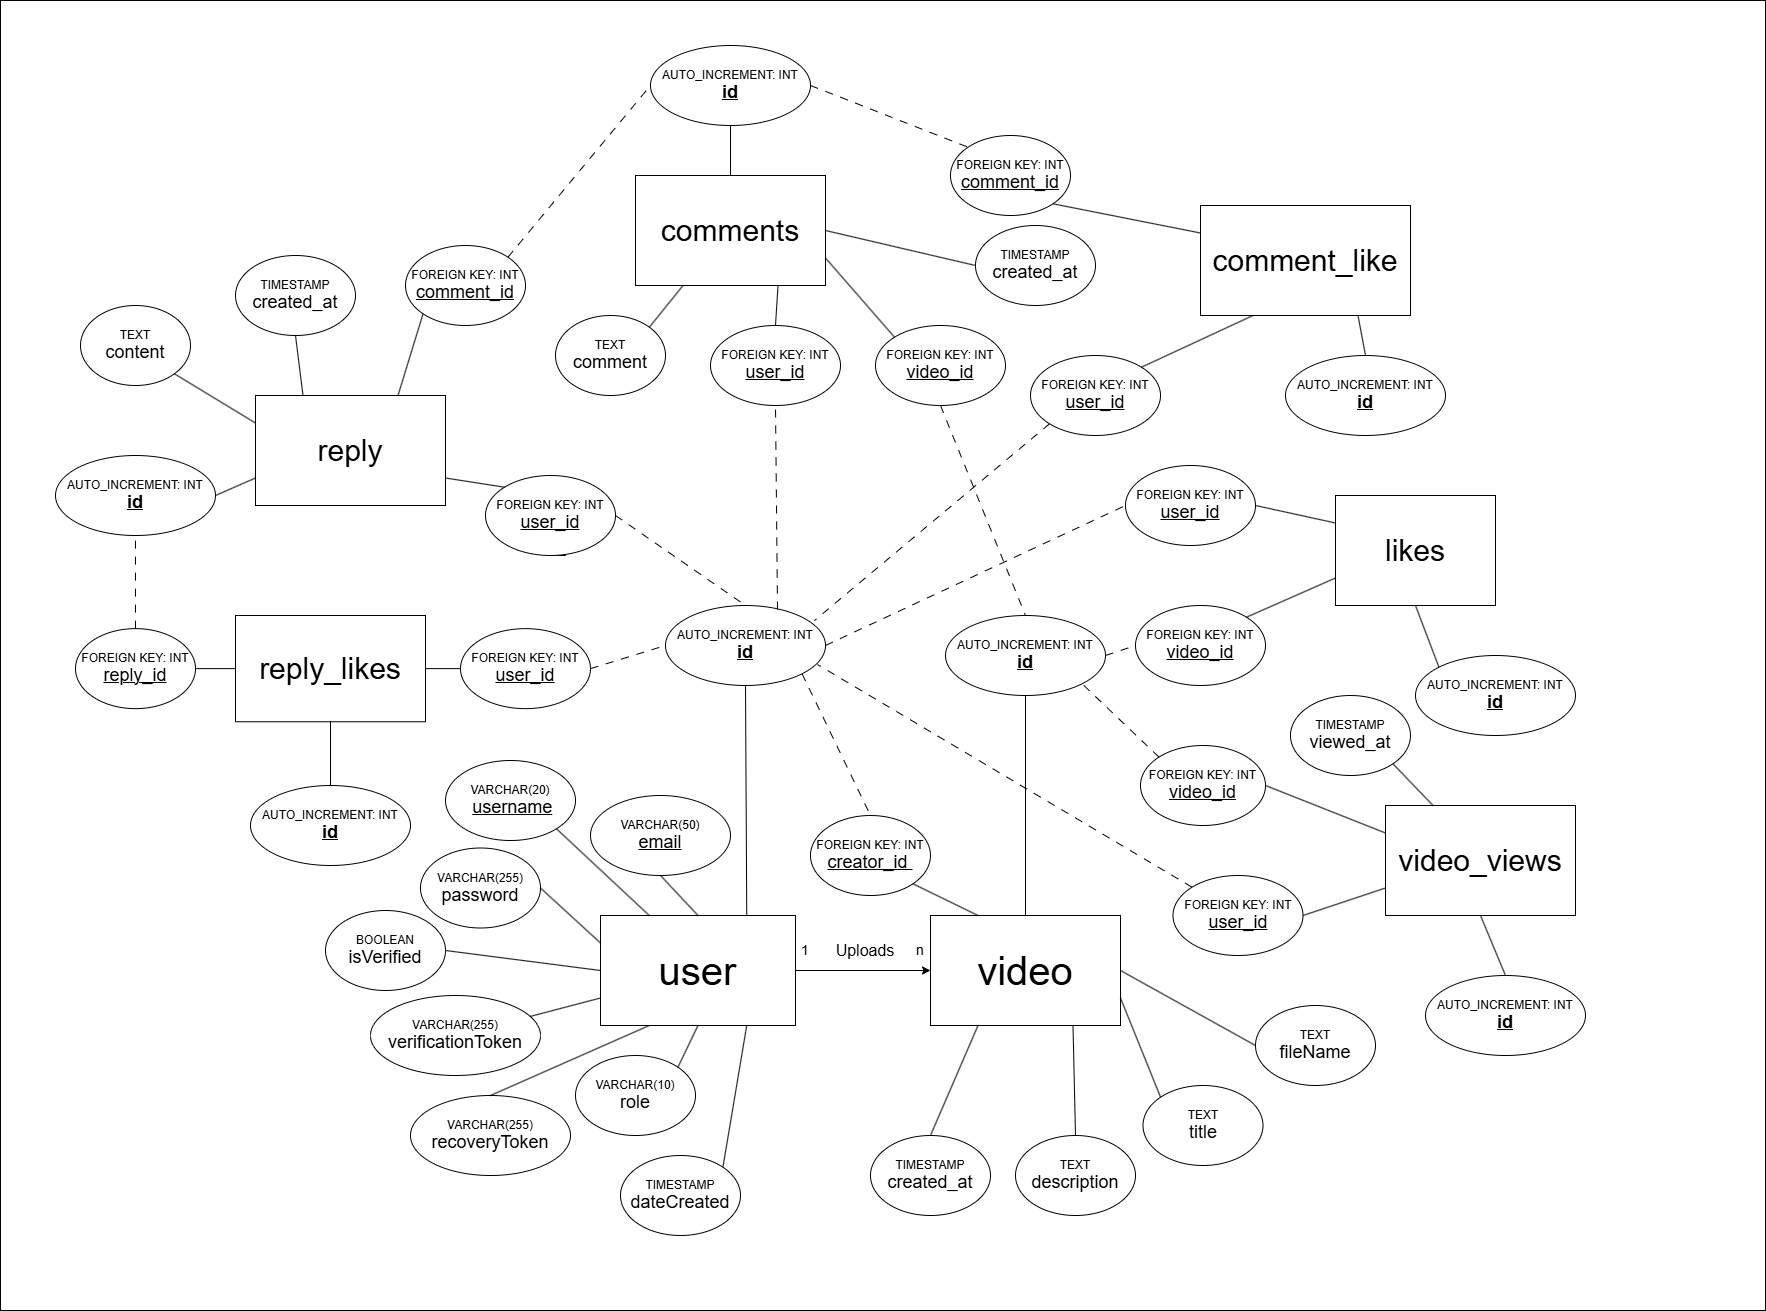 AUTO_INCREMENT: INT
id
FOREIGN KEY: INT
comment_id
comments
TIMESTAMP
created_at
comment_like
FOREIGN KEY: INT
comment_id
TIMESTAMP
created_at
TEXT
content
TEXT
comment
FOREIGN KEY: INT
user_id
FOREIGN KEY: INT
video_id
FOREIGN KEY: INT
user_id
AUTO_INCREMENT: INT
id
reply
AUTO_INCREMENT: INT
id
FOREIGN KEY: INT
user_id
FOREIGN KEY: INT
user_id
likes
FOREIGN KEY: INT
reply_id
reply_likes
FOREIGN KEY: INT
user_id
AUTO_INCREMENT: INT
id
AUTO_INCREMENT: INT
id
FOREIGN KEY: INT
video_id
AUTO_INCREMENT: INT
id
TIMESTAMP
viewed_at
AUTO_INCREMENT: INT
id
VARCHAR(20)
username
VARCHAR(50)
email
FOREIGN KEY: INT
creator_id
FOREIGN KEY: INT
video_id
video_views
VARCHAR(255)
password
FOREIGN KEY: INT
user_id
BOOLEAN
isVerified
user
1 Uploads n
video
AUTO_INCREMENT: INT
id
VARCHAR(255)
verificationToken
TEXT
fileName
VARCHAR(255)
recoveryToken
VARCHAR(10)
role
TEXT
title
TIMESTAMP
dateCreated
TIMESTAMP
created_at
TEXT
description